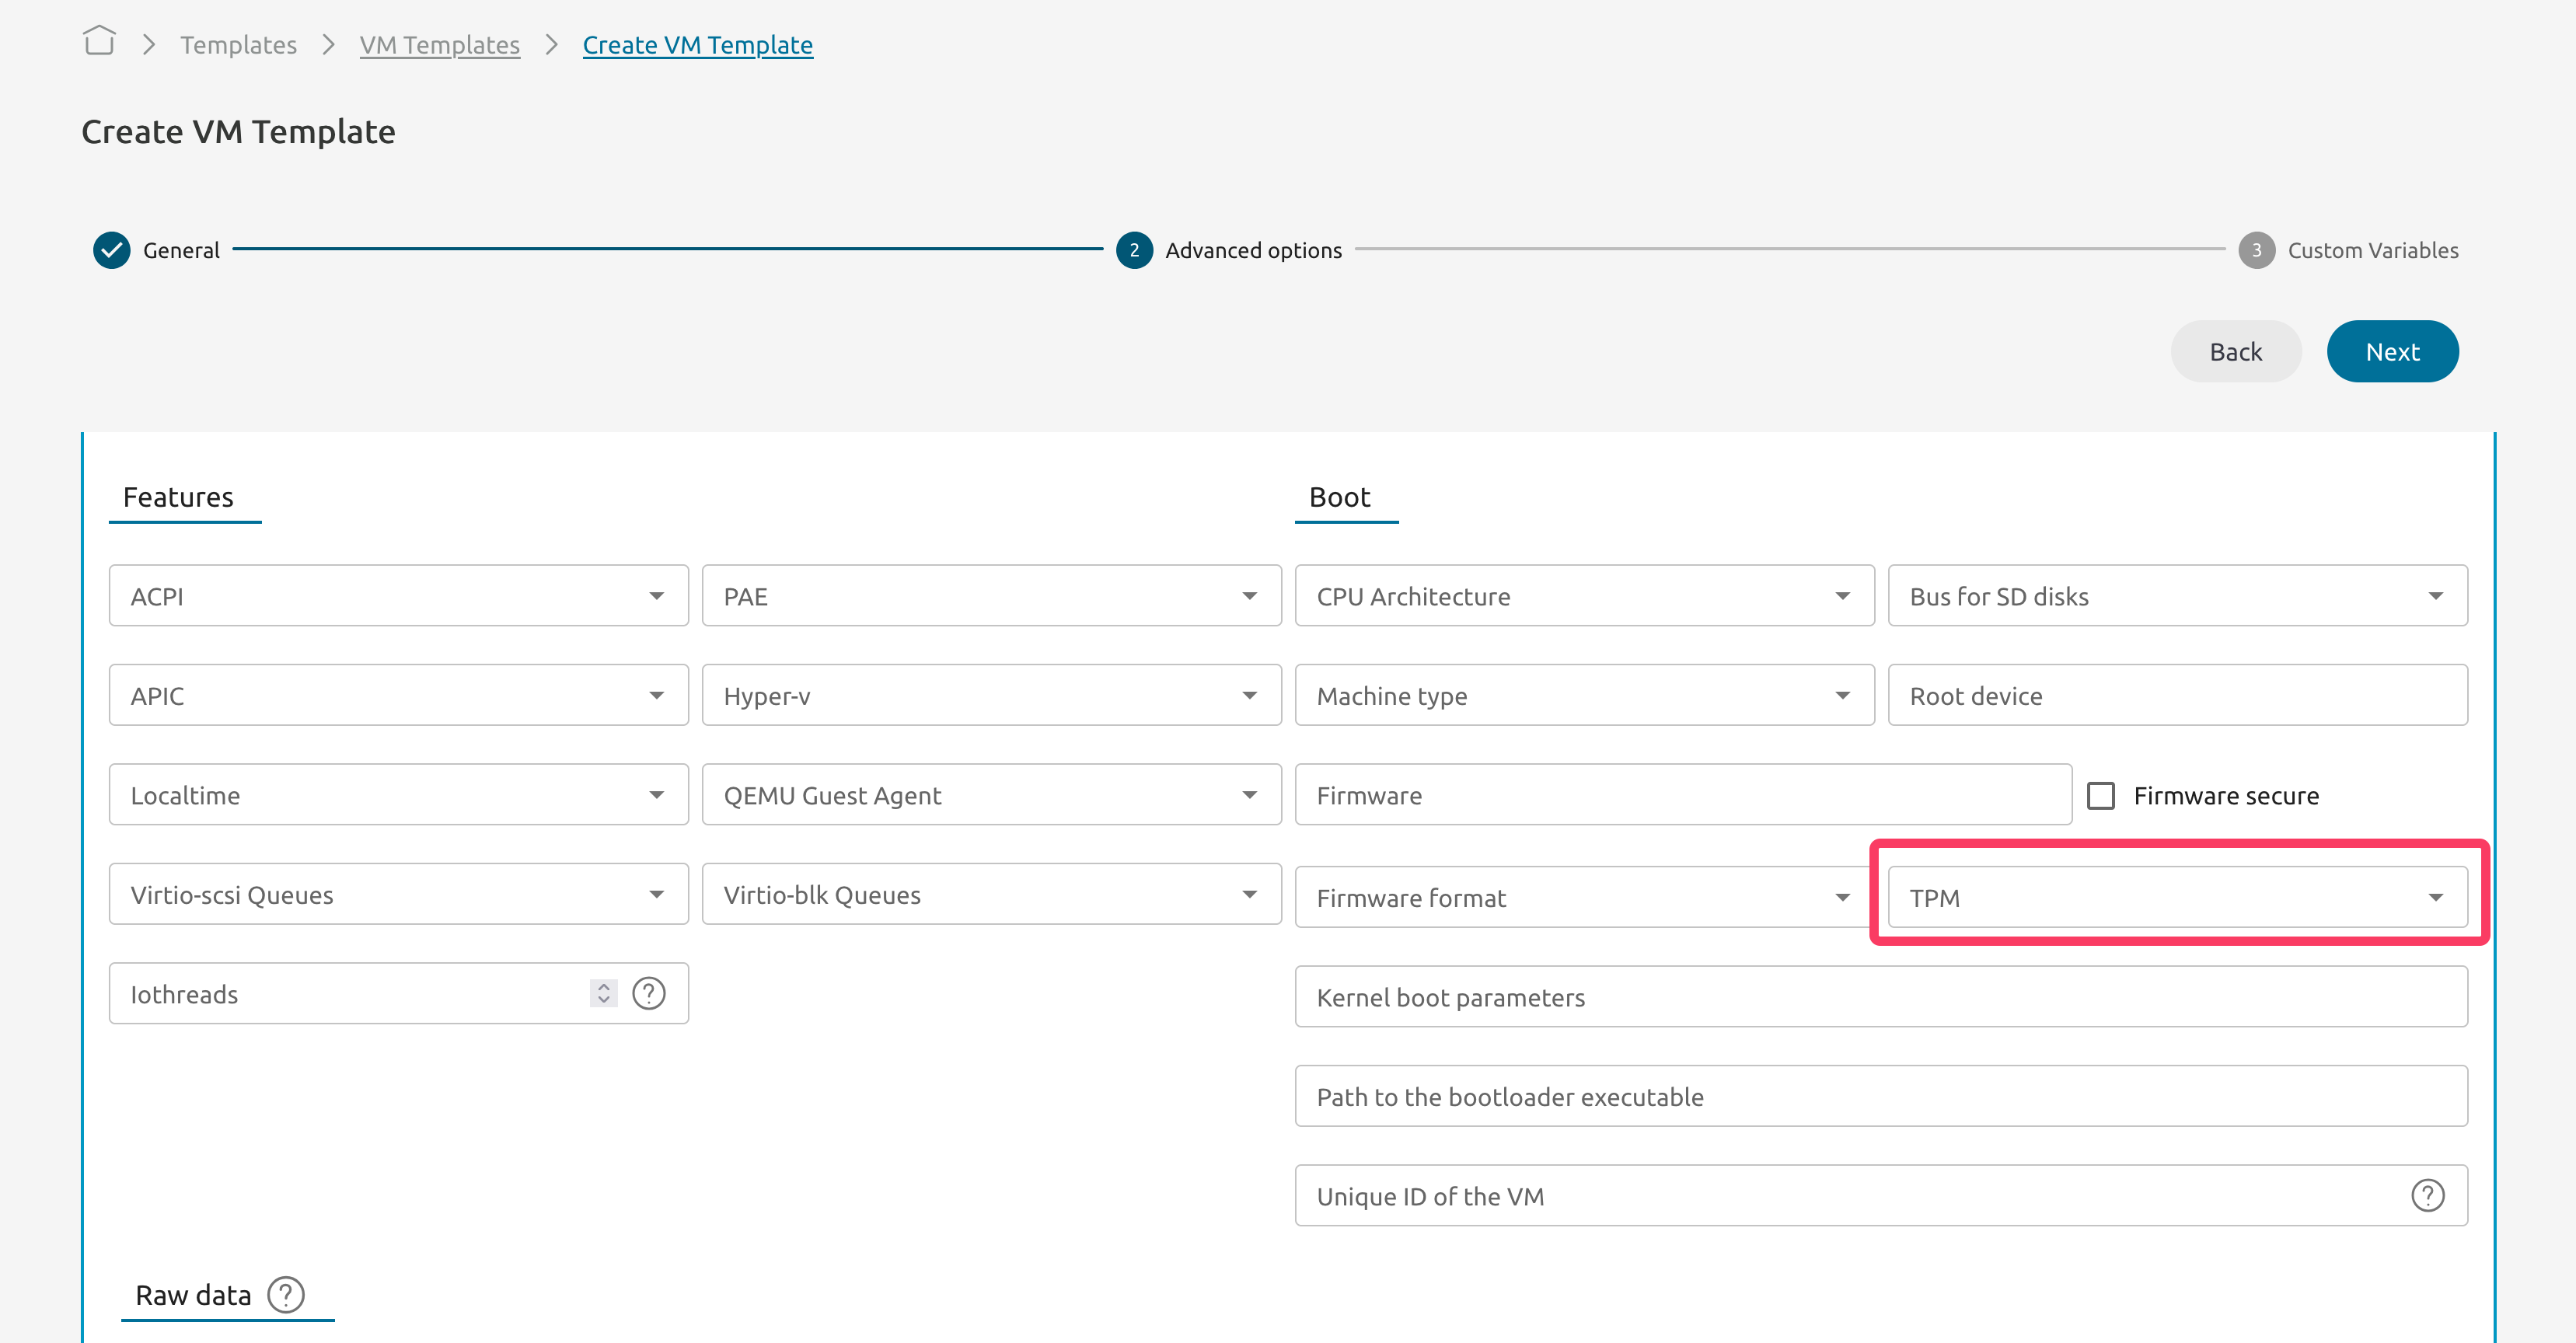 Templates VM Templates Create VM Template
Create VM Template
General 2 Advanced options 3 Custom Variables
Back Next
Features
ACPI PAE
APIC Hyper-v
Localtime QEMU Guest Agent
Virtio-scsi Queues Virtio-blk Queues
Iothreads ?
Boot
CPU Architecture Bus for SD disks
Machine type Root device
Firmware Firmware secure
Firmware format TPM
Kernel boot parameters
Path to the bootloader executable
Unique ID of the VM ?
Raw data ?